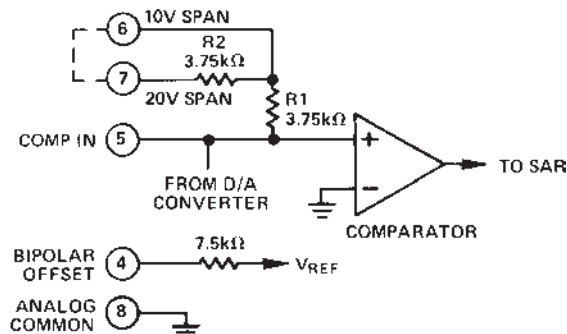 6
10V SPAN
R2
3.75kΩ
7
20V SPAN
R1
3.75kΩ
COMP IN
5
+
−
TO SAR
FROM D/A
CONVERTER
COMPARATOR
BIPOLAR
OFFSET
4
7.5kΩ
VREF
ANALOG
COMMON
8